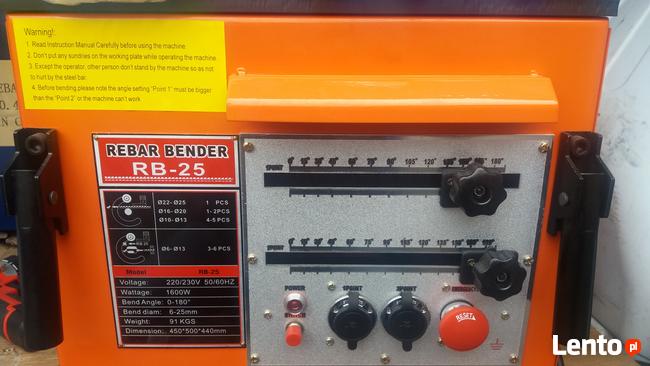 Warning!:
1. Read Instruction Manual Carefully before using the machine
2. Don't put any sundries on the working plate while operating the machine.
3. Except the operator, other person don't stand by the machine so as not
to hurt by the steel bar.
4. Before bending,please note the angle setting "Point 1" must be bigger
than the "Point 2" or the machine can't work
REBAR BENDER
RB-25
Ø22- Ø25 1 PCS
Ø16-Ø20 1- 2PCS
Ø10-Ø13 4-5 PCS
RB-25
Ø6- Ø13 3-6 PCS
Model RB-25
Voltage: 220/230V 50/60HZ
Wattage: 1600W
Bend Angle: 0-180°
Bend diam: 6-25mm
Weight: 91 KGS
Dimension: 450*500*440mm
POWER 1POINT 2POINT EMERGENCY
RESET
Lento.pl